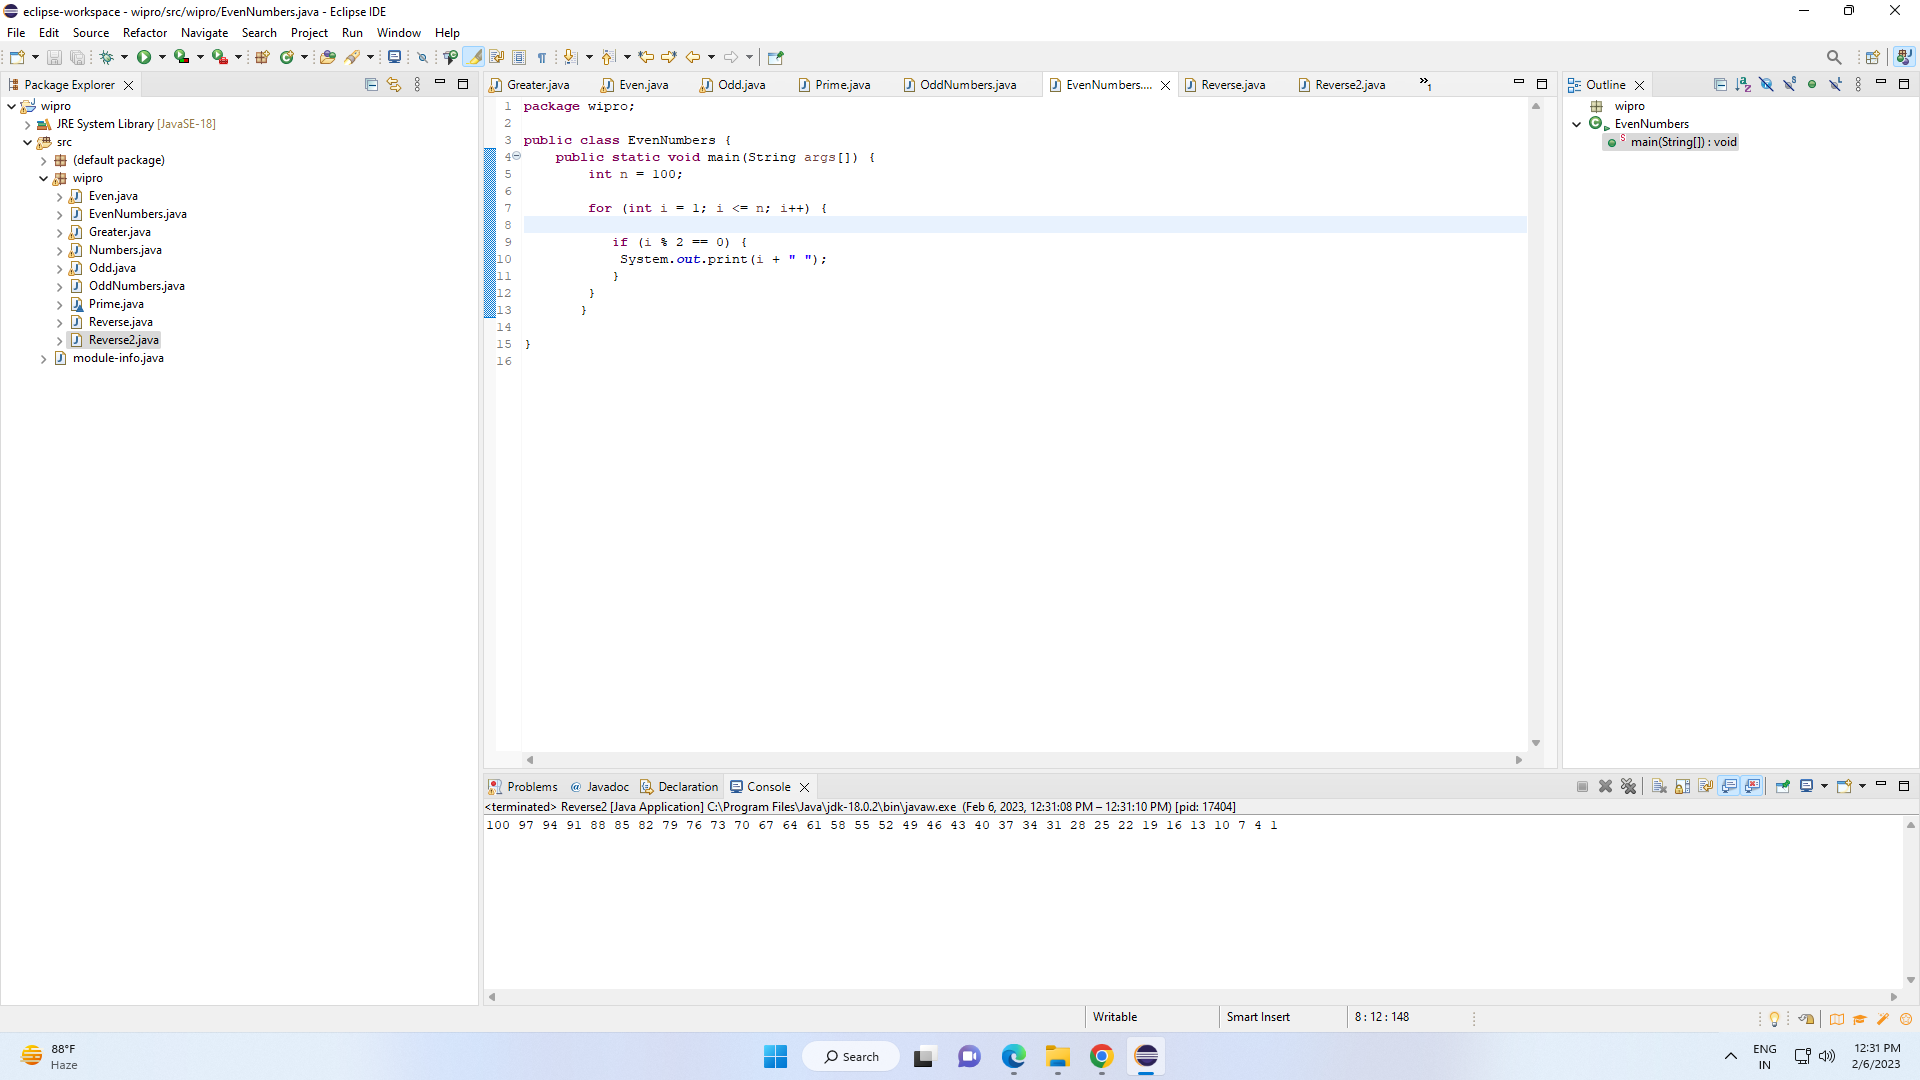 eclipse-workspace - wipro/src/wipro/EvenNumbers.java - Eclipse IDE
File Edit Source Refactor Navigate Search Project Run Window Help
Package Explorer
wipro
JRE System Library [JavaSE-18]
src
(default package)
wipro
Even.java
EvenNumbers.java
Greater.java
Numbers.java
Odd.java
OddNumbers.java
Prime.java
Reverse.java
Reverse2.java
module-info.java
Greater.java Even.java Odd.java Prime.java OddNumbers.java EvenNumbers.... Reverse.java Reverse2.java »1
1 package wipro;
2
3 public class EvenNumbers {
4 public static void main(String args[]) {
5 int n = 100;
6
7 for (int i = 1; i <= n; i++) {
8
9 if (i % 2 == 0) {
10 System.out.print(i + " ");
11 }
12 }
13 }
14
15 }
16
Outline
wipro
EvenNumbers
main(String[]) : void
Problems @ Javadoc Declaration Console
<terminated> Reverse2 [Java Application] C:\Program Files\Java\jdk-18.0.2\bin\javaw.exe (Feb 6, 2023, 12:31:08 PM – 12:31:10 PM) [pid: 17404]
100 97 94 91 88 85 82 79 76 73 70 67 64 61 58 55 52 49 46 43 40 37 34 31 28 25 22 19 16 13 10 7 4 1
Writable Smart Insert 8 : 12 : 148
88°F
Haze
Search
ENG
IN
12:31 PM
2/6/2023